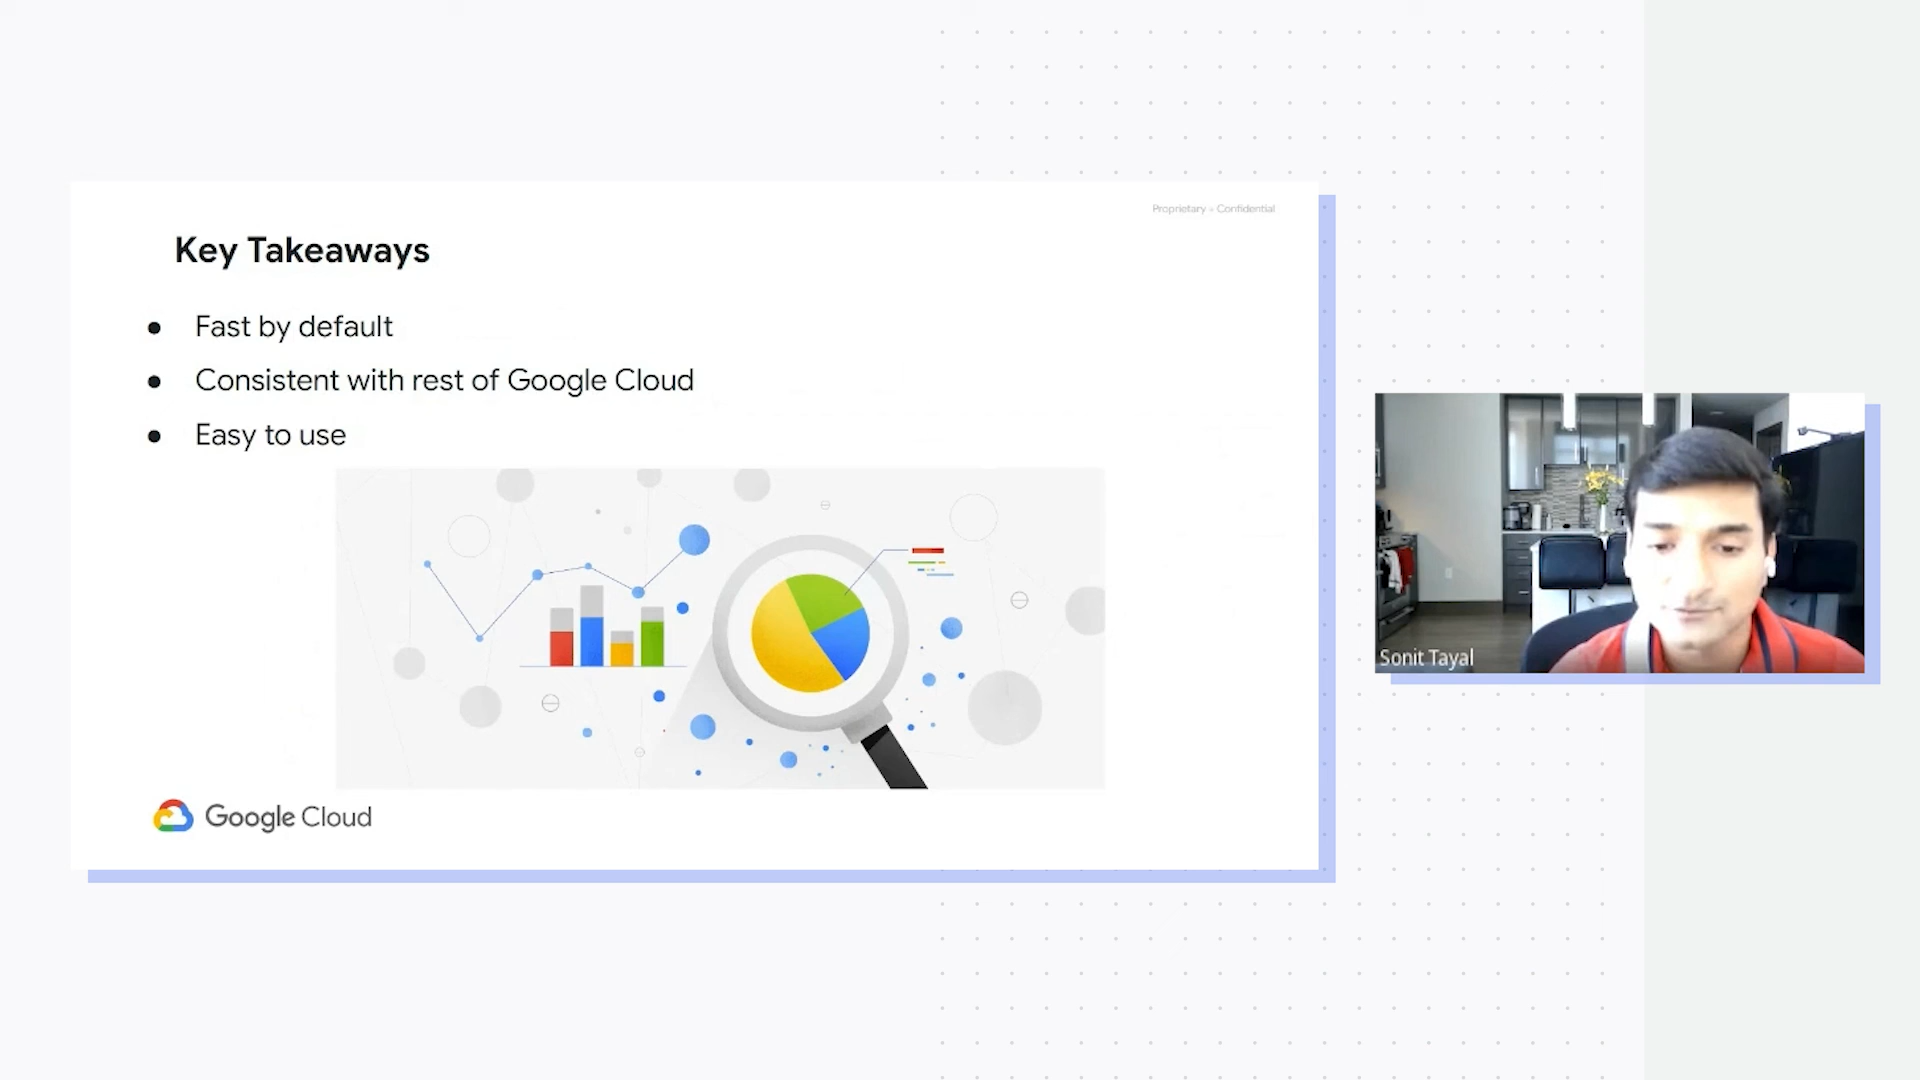 Proprietary + Confidential
Key Takeaways
● Fast by default
● Consistent with rest of Google Cloud
● Easy to use
Google Cloud
Sonit Tayal